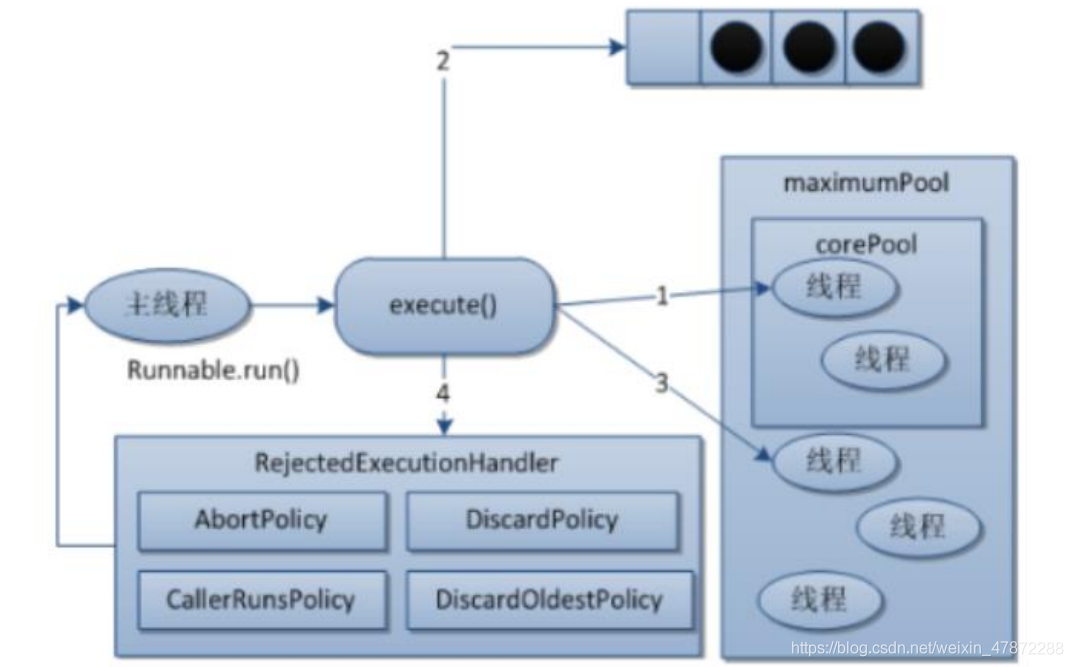 2
maximumPool
corePool
线程
1
线程
主线程
execute()
Runnable.run()
3
4
线程
RejectedExecutionHandler
AbortPolicy
DiscardPolicy
线程
CallerRunsPolicy
DiscardOldestPolicy
线程
https://blog.csdn.net/weixin_47872288